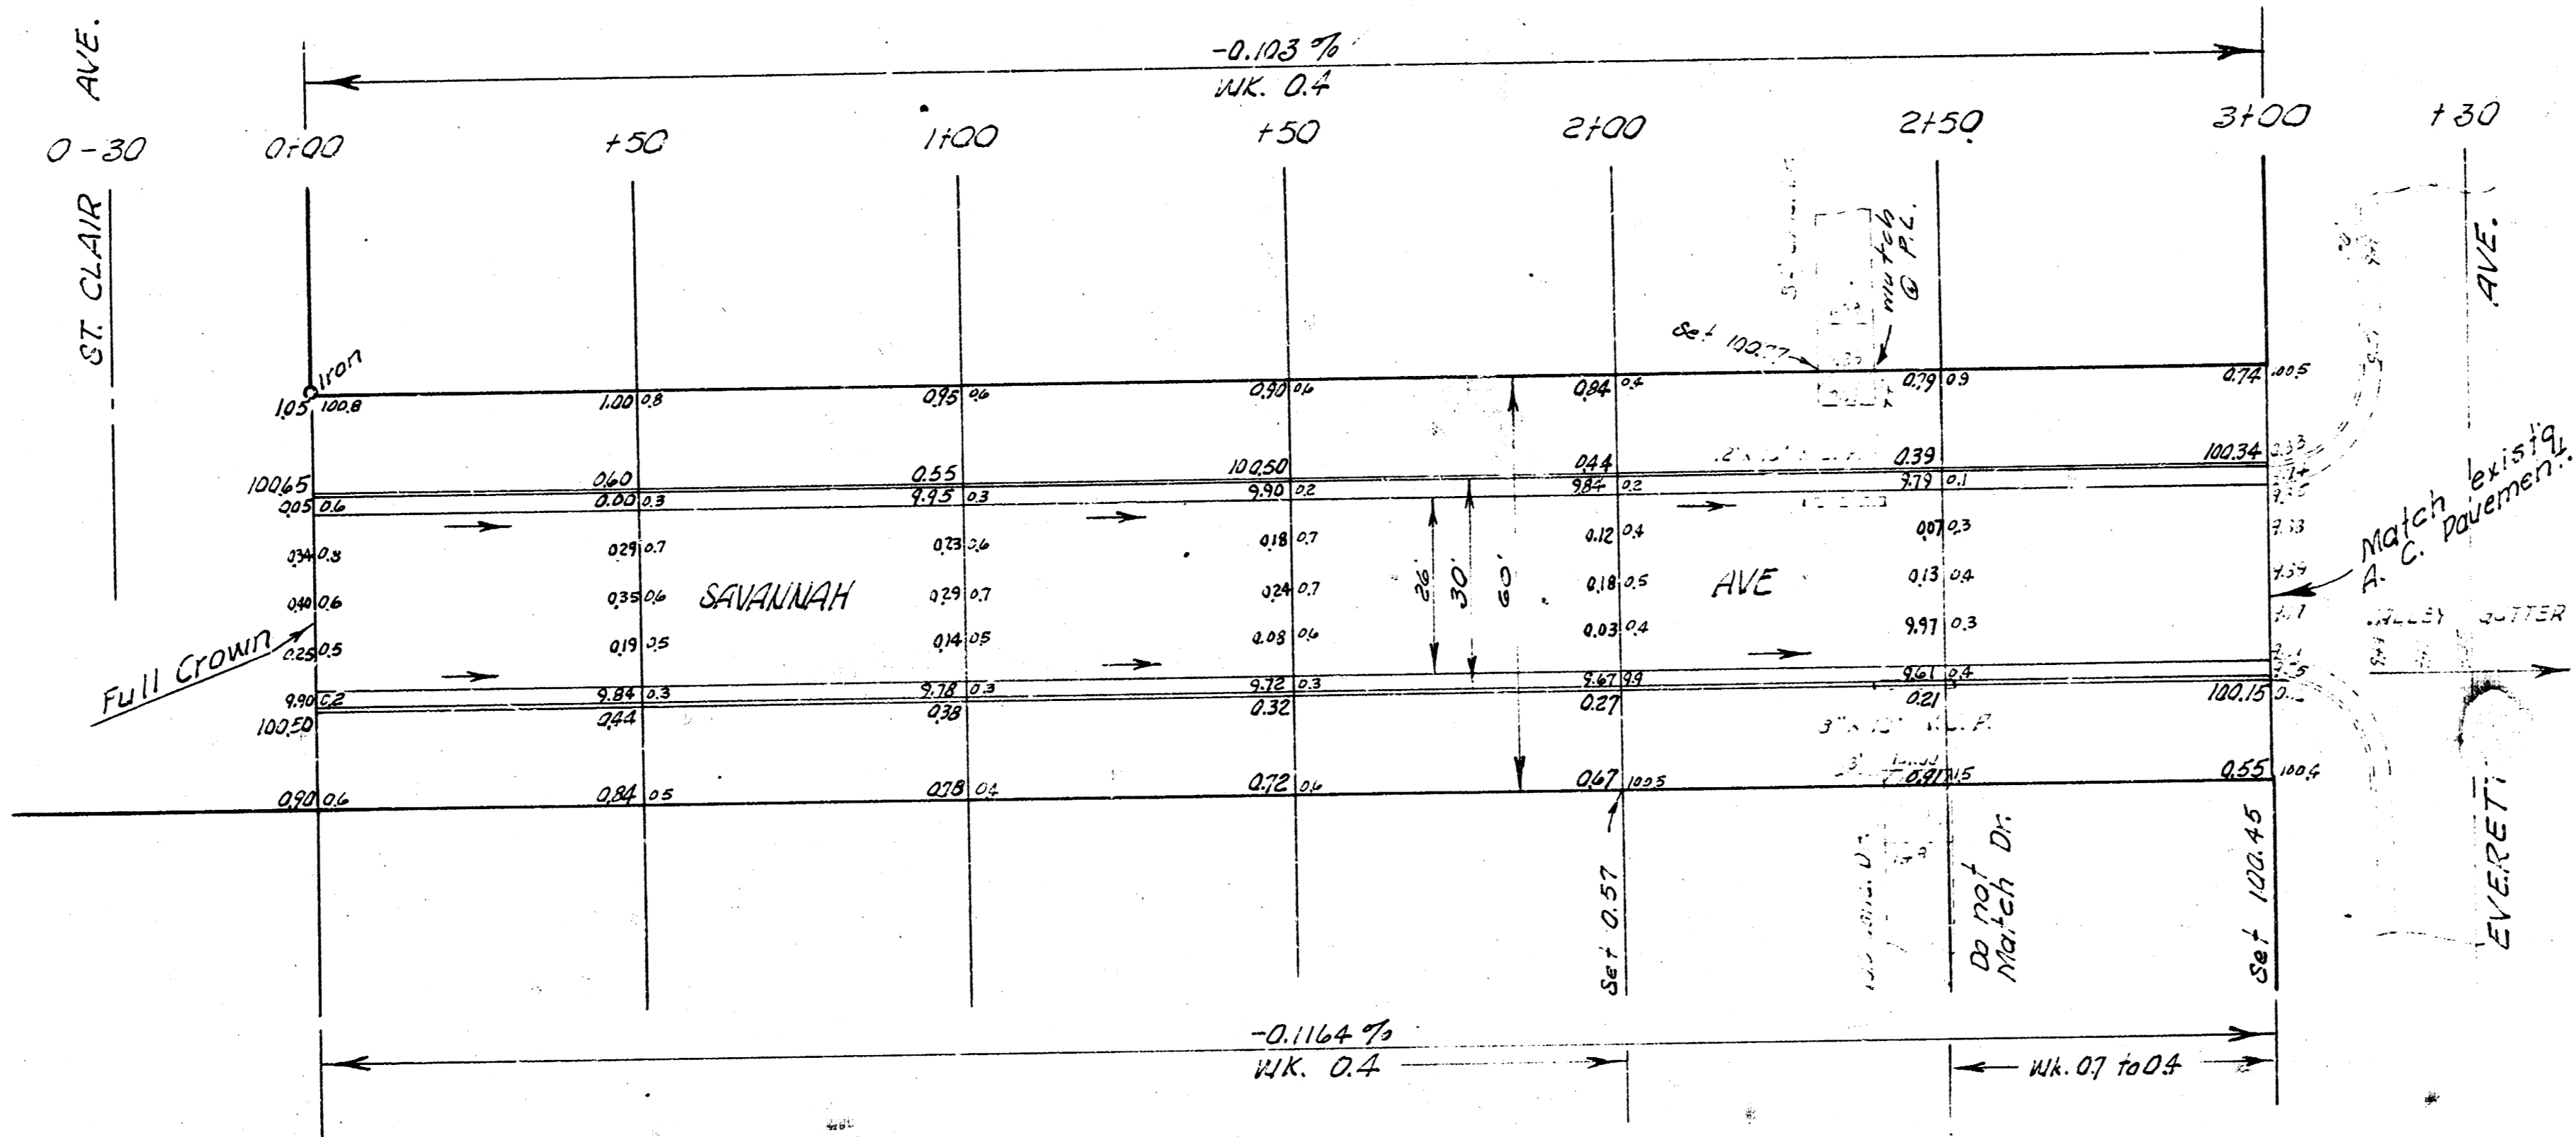 -0.103 %
WK. 0.4
ST. CLAIR AVE.
0-30 0+00 +50 1+00 +50 2+00 2+50 3+00 +30
match
@ P.L.
AVE.
Set 100.77
Iron
1.05 100.8 1.00 0.8 0.95 0.6 0.90 0.6 0.84 0.4 0.79 0.9 0.74 100.5
100.65 0.60 0.55 100.50 0.44 0.39 100.34
0.05 0.6 0.00 0.3 9.95 0.3 9.90 0.2 9.84 0.2 9.79 0.1
Match exist'g.
A. C. Pavement.
0.34 0.8 0.29 0.7 0.23 0.6 0.18 0.7 0.12 0.4 0.07 0.3
26' 30' 60'
SAVANNAH AVE
0.40 0.6 0.35 0.6 0.29 0.7 0.24 0.7 0.18 0.5 0.13 0.4
VALLEY GUTTER
Full Crown
0.25 0.5 0.19 0.5 0.14 0.5 0.08 0.6 0.03 0.4 9.97 0.3
9.90 0.2 9.84 0.3 9.78 0.3 9.72 0.3 9.67 9.9 9.61 0.4
100.50 0.44 0.38 0.32 0.27 0.21 100.15
0.90 0.6 0.84 0.5 0.78 0.4 0.72 0.6 0.67 100.5 0.91 1.5 0.55 100.4
Set 0.57
Do not
Match Dr.
Set 100.45
EVERETT
-0.1164 %
WK. 0.4
Wk. 0.7 to 0.4